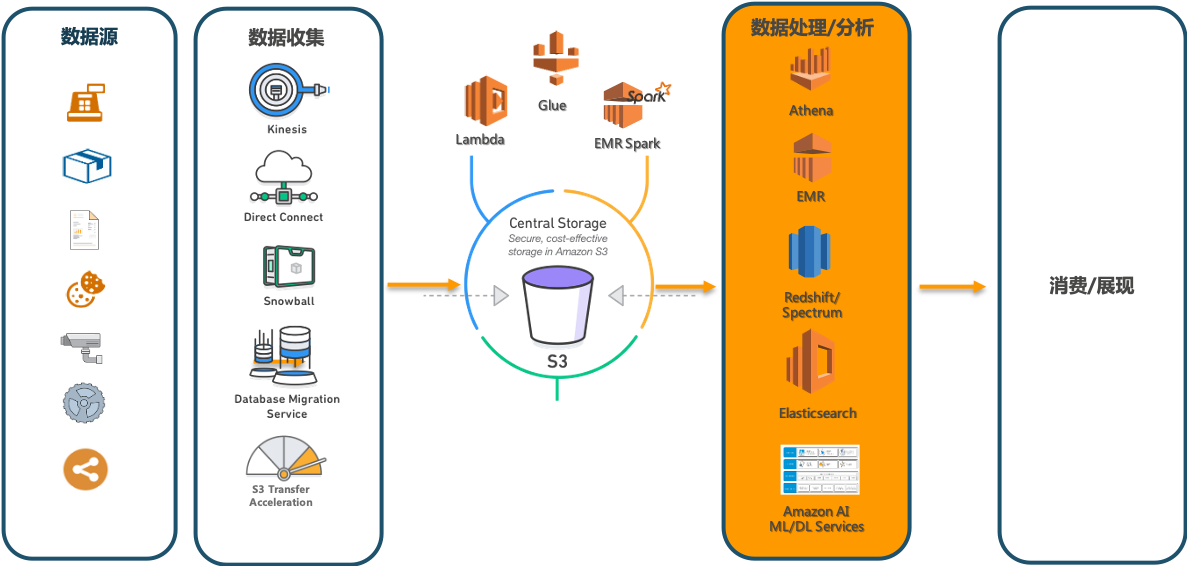 数据源
数据收集
Kinesis
Direct Connect
Snowball
Database Migration
Service
S3 Transfer
Acceleration
Lambda
Glue
Spark
EMR Spark
Central Storage
Secure, cost-effective
storage in Amazon S3
S3
数据处理/分析
Athena
EMR
Redshift/
Spectrum
Elasticsearch
Amazon AI
ML/DL Services
消费/展现